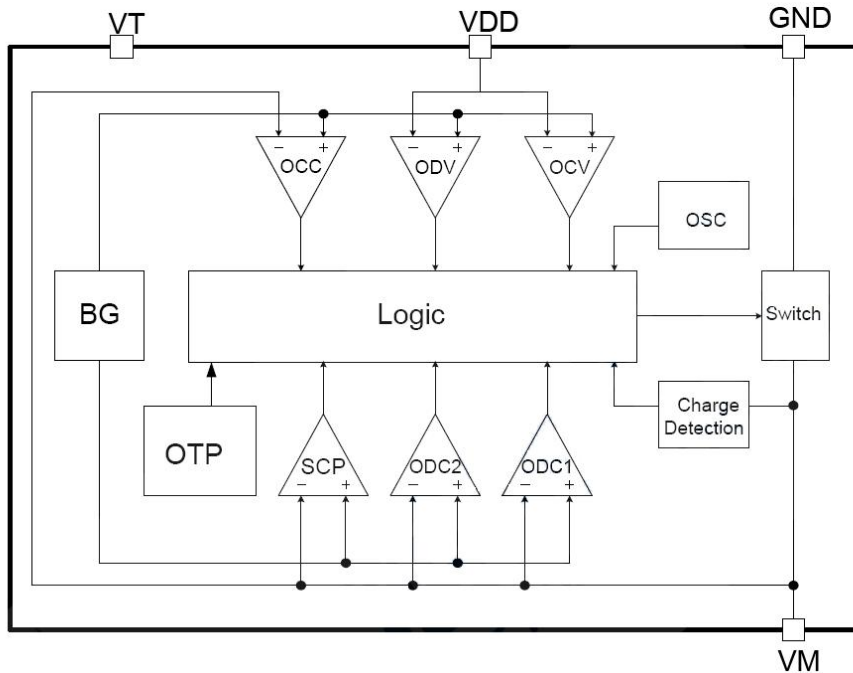 VT
VDD
GND
− +
− +
− +
OCC
ODV
OCV
OSC
BG
Logic
Switch
OTP
Charge
Detection
SCP
ODC2
ODC1
− +
− +
− +
VM